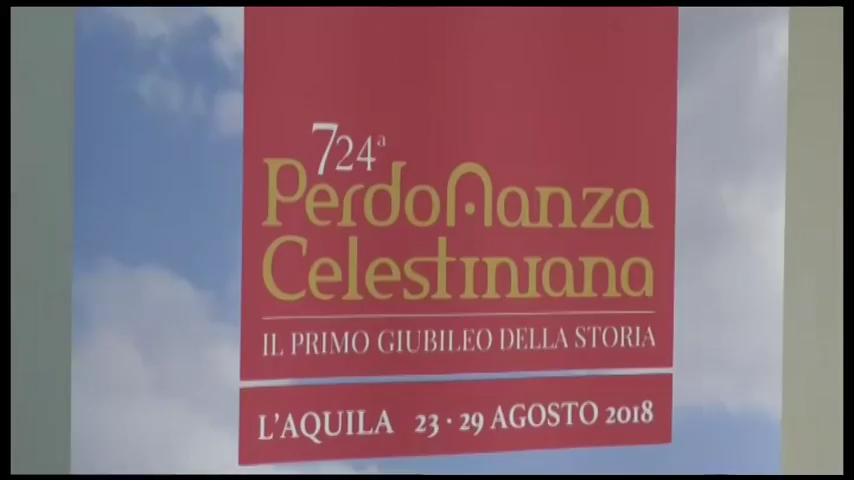 724ª
Perdonanza
Celestiniana
IL PRIMO GIUBILEO DELLA STORIA
L'AQUILA 23 · 29 AGOSTO 2018